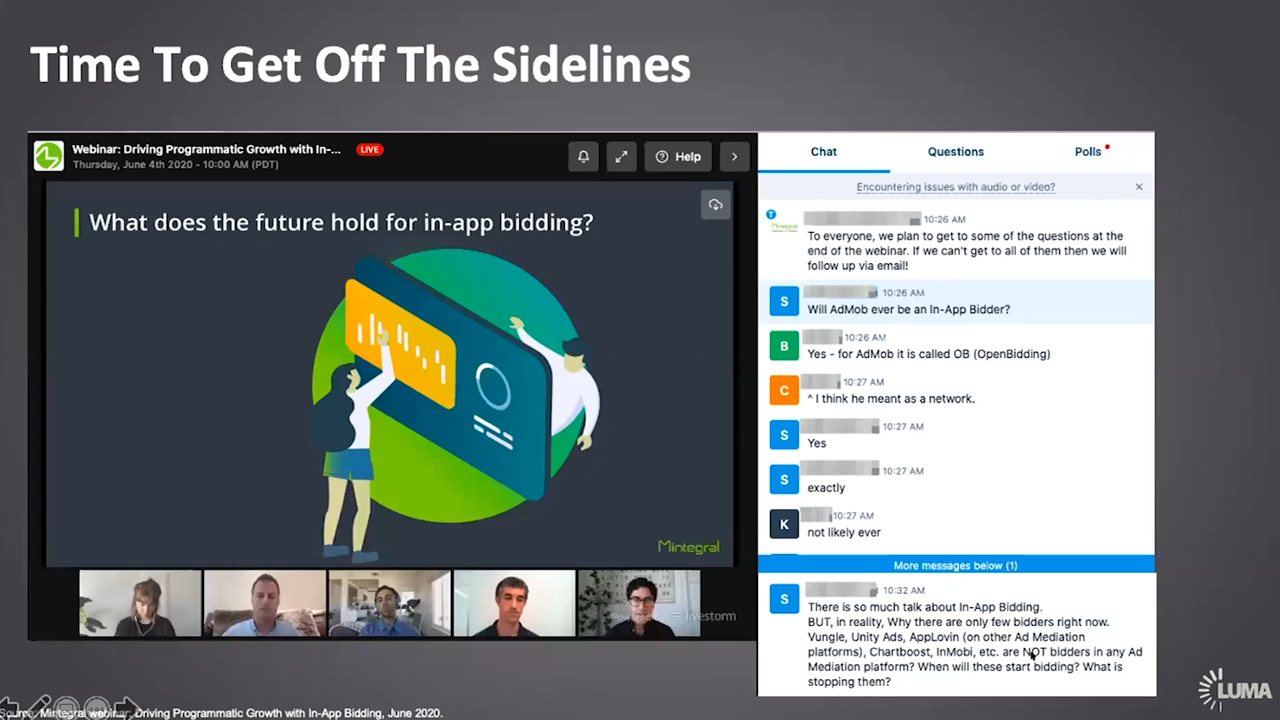 Time To Get Off The Sidelines
Webinar: Driving Programmatic Growth with In-...
LIVE
Thursday, June 4th 2020 - 10:00 AM (PDT)
Help
What does the future hold for in-app bidding?
Mintegral
livestorm
Chat
Questions
Polls
Encountering issues with audio or video?
T
Mintegral
10:26 AM
To everyone, we plan to get to some of the questions at the
end of the webinar. If we can't get to all of them then we will
follow up via email!
S
10:26 AM
Will AdMob ever be an In-App Bidder?
B
10:26 AM
Yes - for AdMob it is called OB (OpenBidding)
C
10:27 AM
^ I think he meant as a network.
S
10:27 AM
Yes
S
10:27 AM
exactly
K
10:27 AM
not likely ever
More messages below (1)
S
10:32 AM
There is so much talk about In-App Bidding.
BUT, in reality, Why there are only few bidders right now.
Vungle, Unity Ads, AppLovin (on other Ad Mediation
platforms), Chartboost, InMobi, etc. are NOT bidders in any Ad
Mediation platform? When will these start bidding? What is
stopping them?
LUMA
Source: Mintegral webinar: Driving Programmatic Growth with In-App Bidding, June 2020.